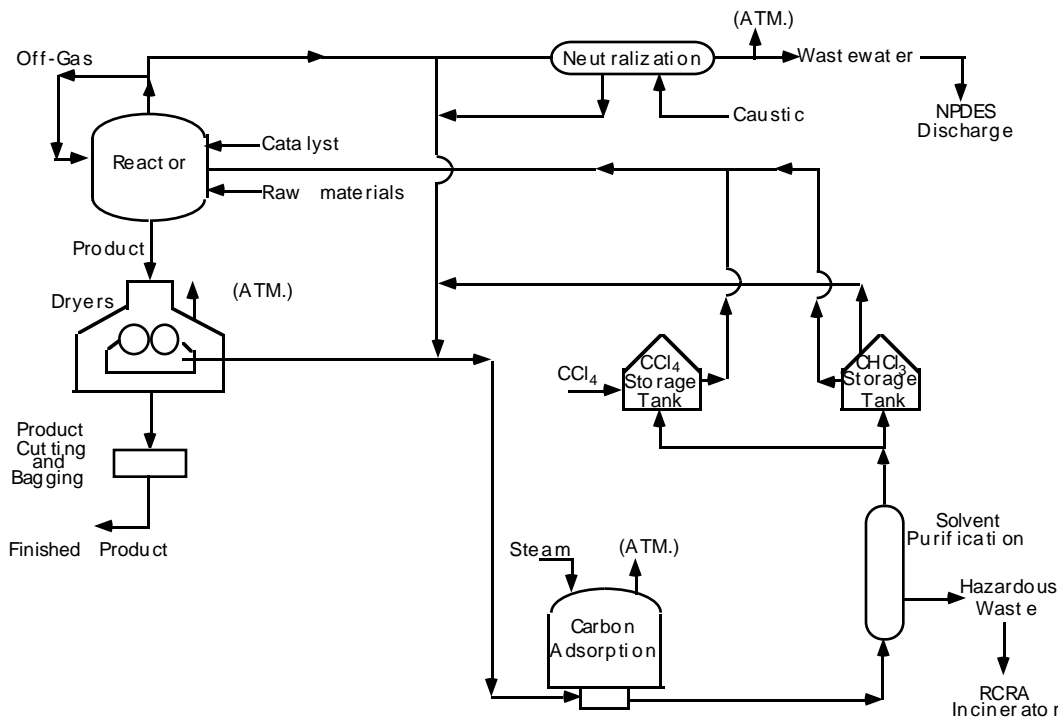 (ATM.)
Off-Gas
Neutralization
Wastewater
NPDES
Discharge
Caustic
Catalyst
Reactor
Raw materials
Product
Dryers
(ATM.)
CCl4
CCl4
Storage
Tank
CHCl3
Storage
Tank
Product
Cutting
and
Bagging
Finished Product
Steam
(ATM.)
Solvent
Purification
Hazardous
Waste
Carbon
Adsorption
RCRA
Incinerator